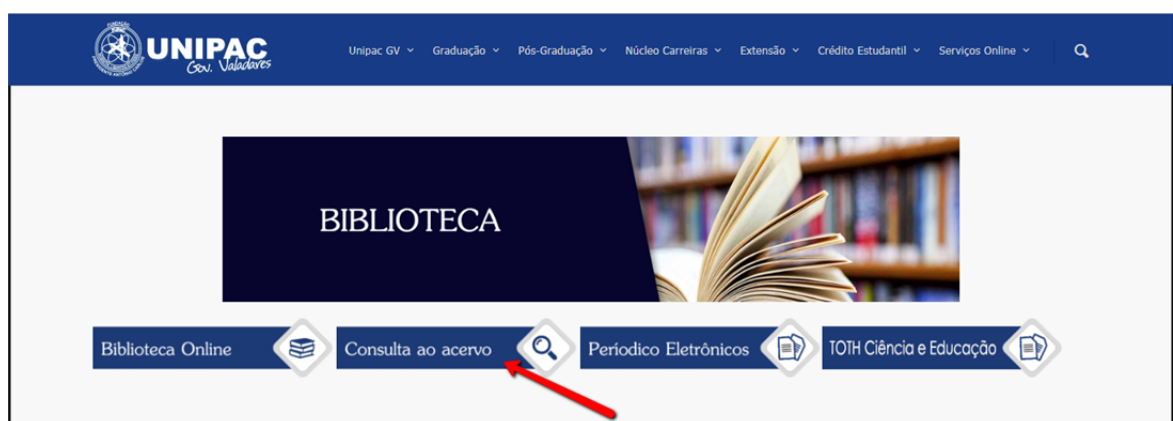 UNIPAC
Gov. Valadares
Unipac GV Graduação Pós-Graduação Núcleo Carreiras Extensão Crédito Estudantil Serviços Online
BIBLIOTECA
Biblioteca Online
Consulta ao acervo
Períodico Eletrônicos
TOTH Ciência e Educação